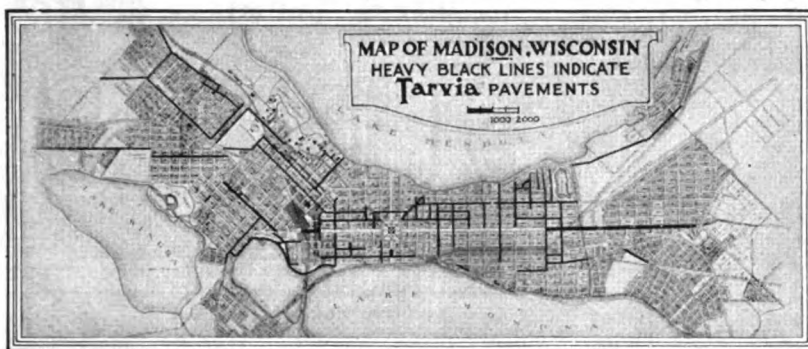 MAP OF MADISON, WISCONSIN
HEAVY BLACK LINES INDICATE
Tarvia PAVEMENTS
1000 2000
LAKE MENDOTA
LAKE WINGRA
LAKE MONONA